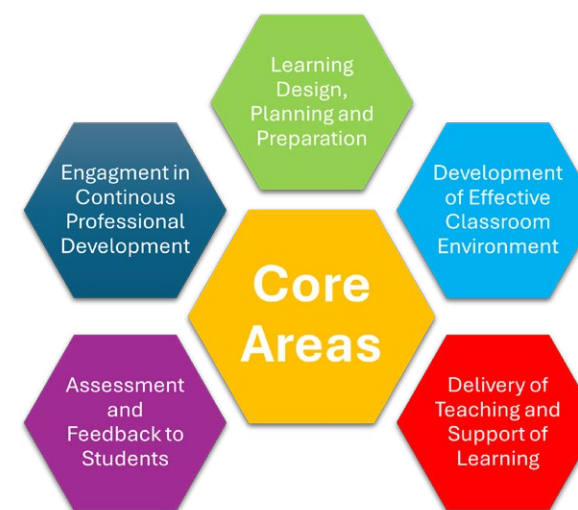 Learning
Design,
Planning and
Preparation
Engagment in
Continous
Professional
Development
Development
of Effective
Classroom
Environment
Core
Areas
Assessment
and
Feedback to
Students
Delivery of
Teaching and
Support of
Learning